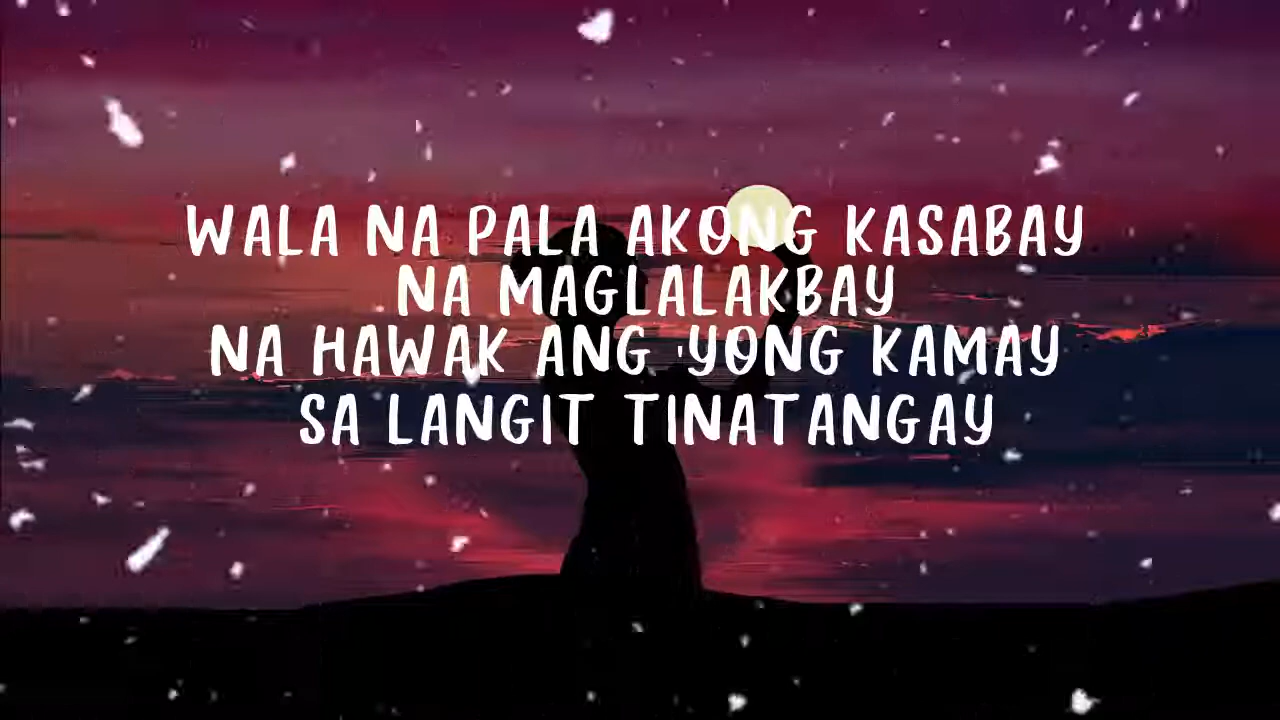 WALA NA PALA AKONG KASABAY
NA MAGLALAKBAY
NA HAWAK ANG 'YONG KAMAY
SA LANGIT TINATANGAY